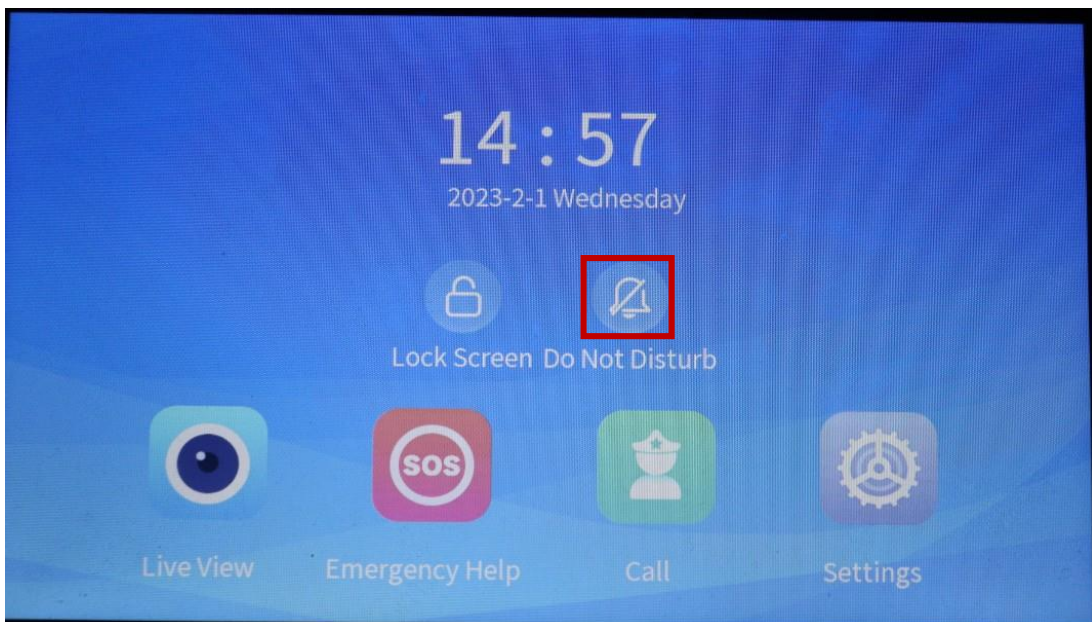 14 : 57
2023-2-1 Wednesday
Lock Screen Do Not Disturb
SOS
Live View Emergency Help Call Settings